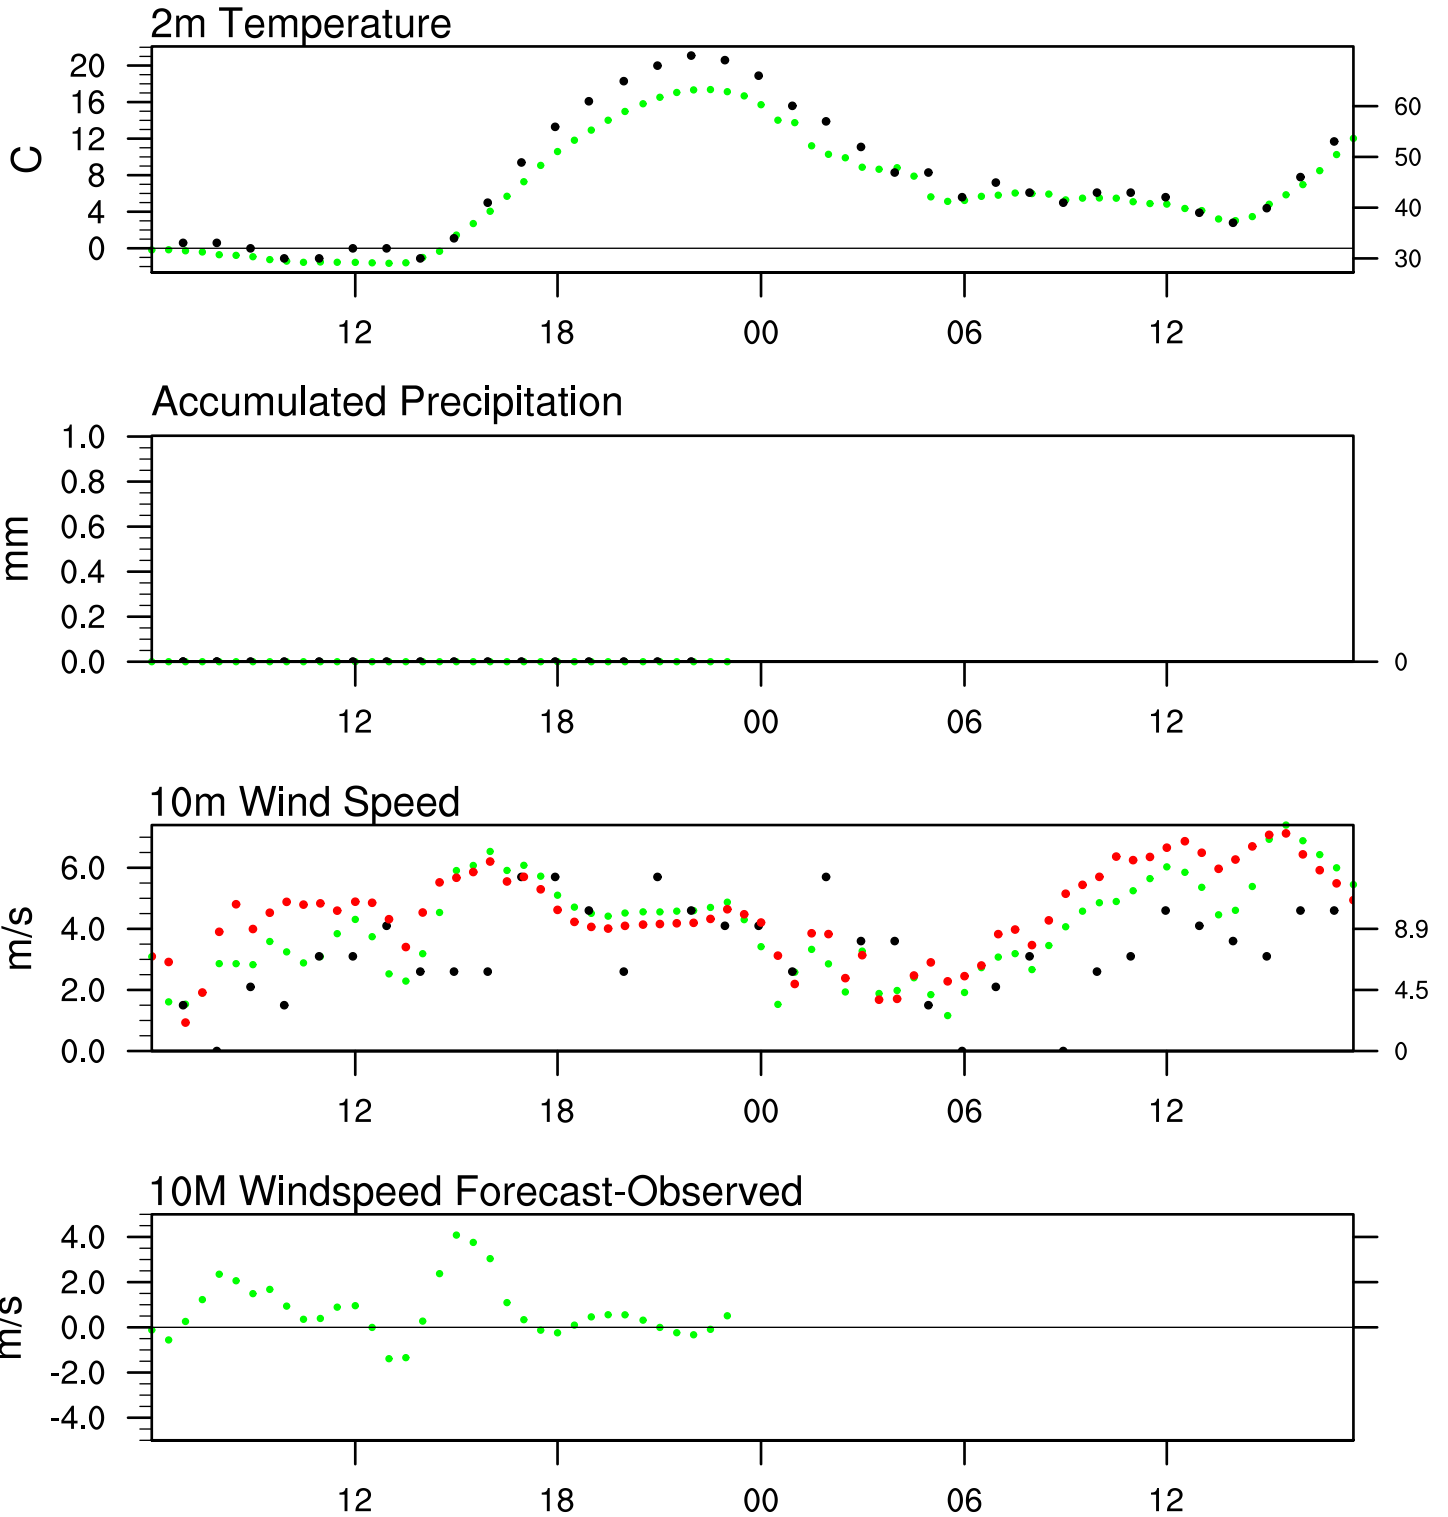 2m Temperature
20
16
12
8
4
0
C
60
50
40
30
12 18 00 06 12
Accumulated Precipitation
1.0
0.8
0.6
0.4
0.2
0.0
mm
0
12 18 00 06 12
10m Wind Speed
6.0
4.0
2.0
0.0
m/s
8.9
4.5
0
12 18 00 06 12
10M Windspeed Forecast-Observed
4.0
2.0
0.0
-2.0
-4.0
m/s
12 18 00 06 12